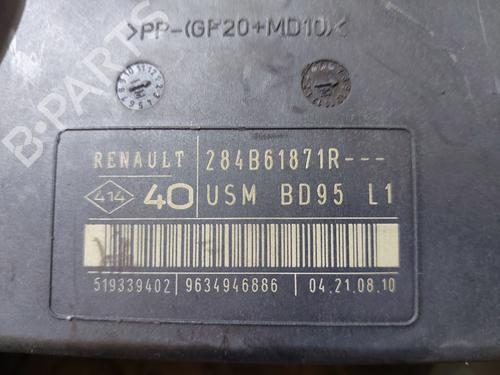 >PP-(GF20+MD10)<
B-PARTS
RENAULT 284B61871R---
414 40 USM BD95 L1
519339402 9634946886 04.21.08.10